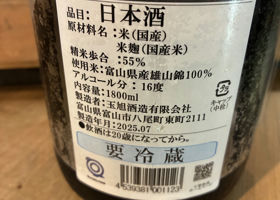 品目：日本酒
原材料名：米(国産)
米麹(国産米)
精米歩合：55%
使用米：富山県産雄山錦100%
アルコール分：16度
内容量：1800ml
製造者：玉旭酒造有限会社
富山県富山市八尾町東町2111
製造年月：2025.07
●飲酒は20歳になってから。
要冷蔵
キャップ(中栓)
4539381001123